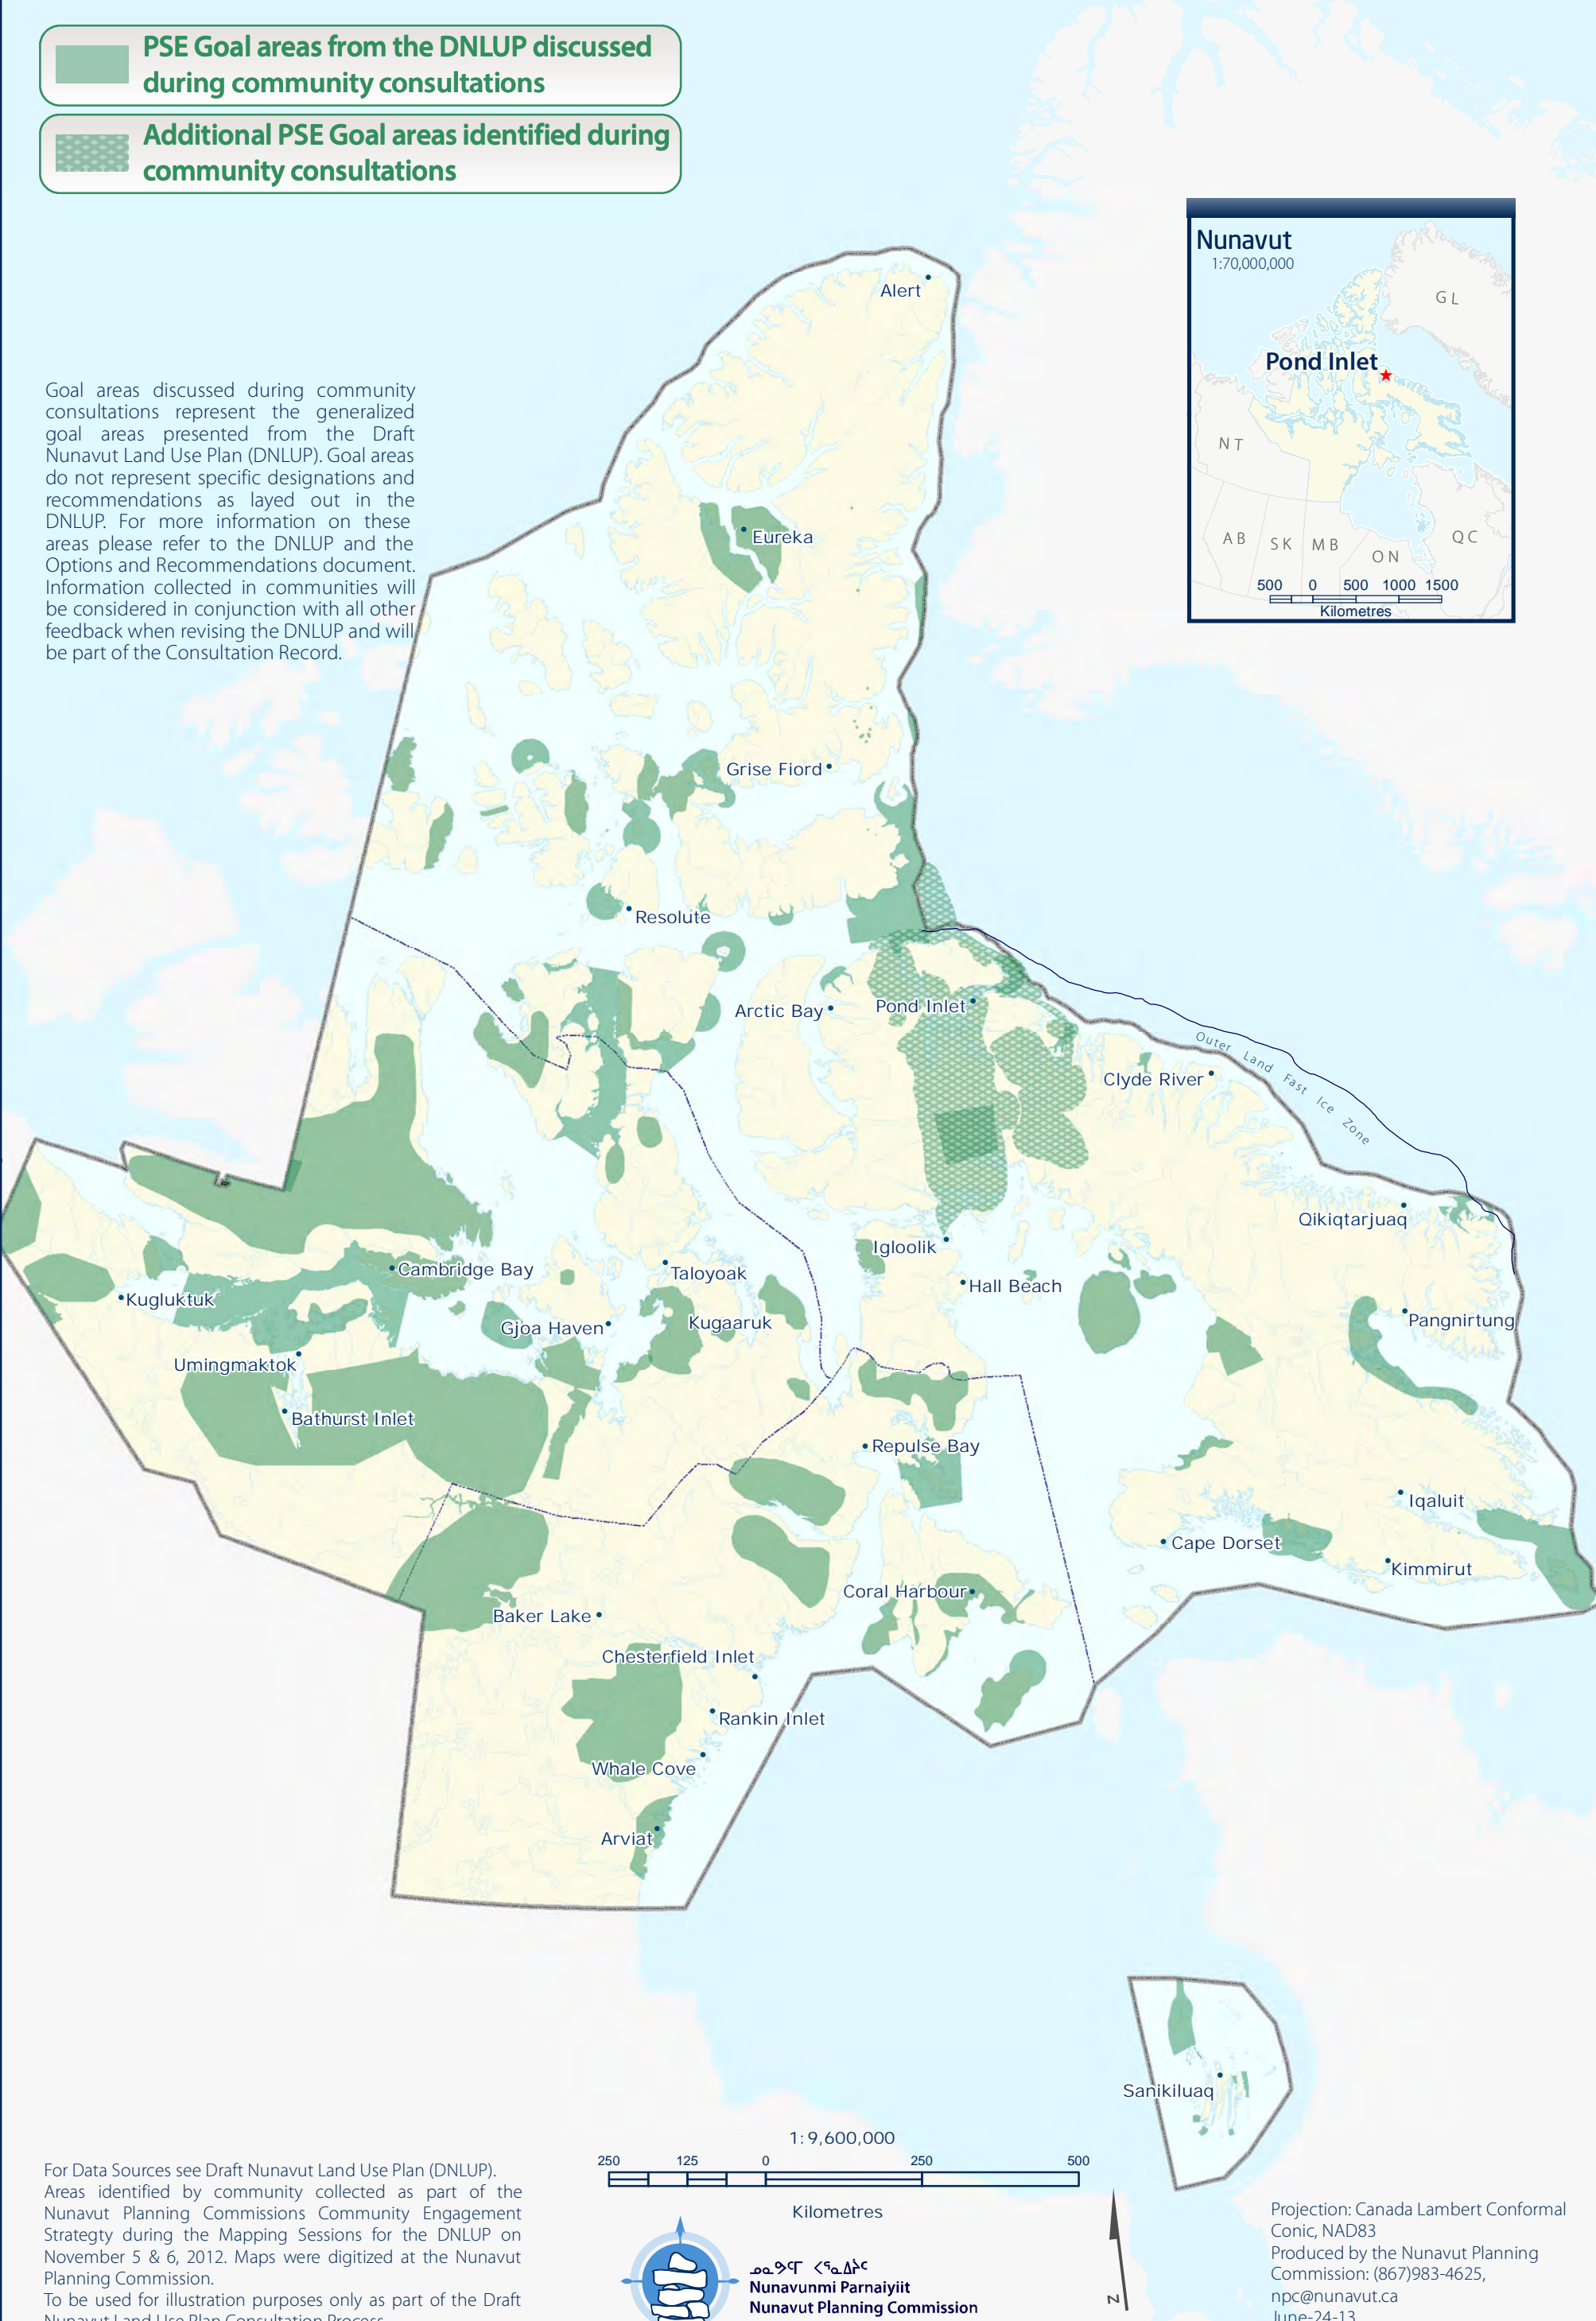 PSE Goal areas from the DNLUP discussed
during community consultations
Additional PSE Goal areas identified during
community consultations
Nunavut
1:70,000,000
GL
Pond Inlet
NT
AB
SK
MB
ON
QC
500 0 500 1000 1500
Kilometres
Goal areas discussed during community
consultations represent the generalized
goal areas presented from the Draft
Nunavut Land Use Plan (DNLUP). Goal areas
do not represent specific designations and
recommendations as layed out in the
DNLUP. For more information on these
areas please refer to the DNLUP and the
Options and Recommendations document.
Information collected in communities will
be considered in conjunction with all other
feedback when revising the DNLUP and will
be part of the Consultation Record.
Alert
Eureka
Grise Fiord
Resolute
Arctic Bay
Pond Inlet
Clyde River
Outer Land Fast Ice Zone
Qikiqtarjuaq
Igloolik
Cambridge Bay
Taloyoak
Hall Beach
Kugluktuk
Gjoa Haven
Kugaaruk
Pangnirtung
Umingmaktok
Bathurst Inlet
Repulse Bay
Iqaluit
Cape Dorset
Kimmirut
Coral Harbour
Baker Lake
Chesterfield Inlet
Rankin Inlet
Whale Cove
Arviat
Sanikiluaq
1:9,600,000
250 125 0 250 500
Kilometres
For Data Sources see Draft Nunavut Land Use Plan (DNLUP).
Areas identified by community collected as part of the
Nunavut Planning Commissions Community Engagement
Strategty during the Mapping Sessions for the DNLUP on
November 5 & 6, 2012. Maps were digitized at the Nunavut
Planning Commission.
To be used for illustration purposes only as part of the Draft
Nunavut Land Use Plan Consultation Process
ᓄᓇᕗᒻᒥ ᐸᕐᓇᐃᔨᑦ
Nunavunmi Parnaiyiit
Nunavut Planning Commission
N
Projection: Canada Lambert Conformal
Conic, NAD83
Produced by the Nunavut Planning
Commission: (867)983-4625,
npc@nunavut.ca
June-24-13